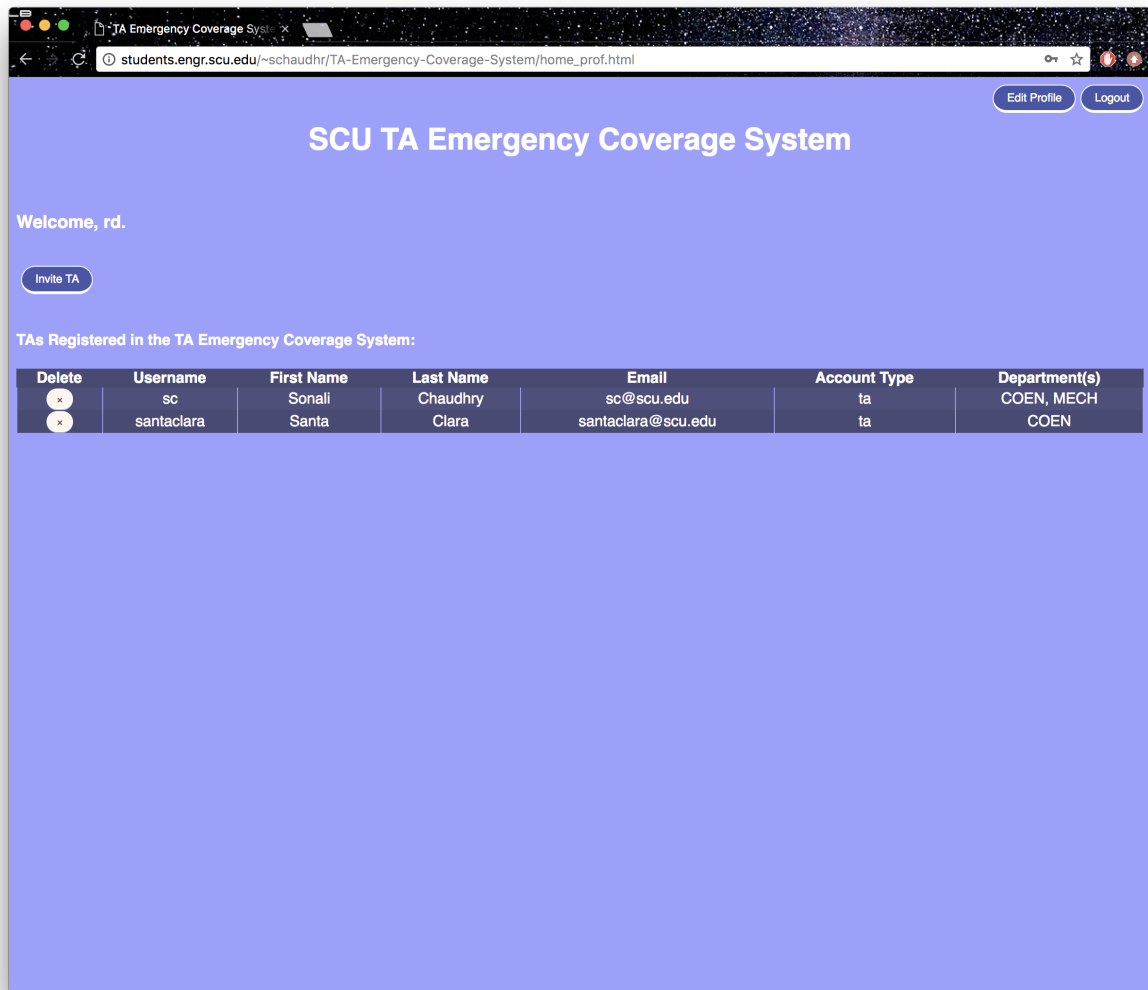 TA Emergency Coverage Syste ×
students.engr.scu.edu/~schaudhr/TA-Emergency-Coverage-System/home_prof.html
Edit Profile Logout
SCU TA Emergency Coverage System
Welcome, rd.
Invite TA
TAs Registered in the TA Emergency Coverage System:
Delete Username First Name Last Name Email Account Type Department(s)
× sc Sonali Chaudhry sc@scu.edu ta COEN, MECH
× santaclara Santa Clara santaclara@scu.edu ta COEN